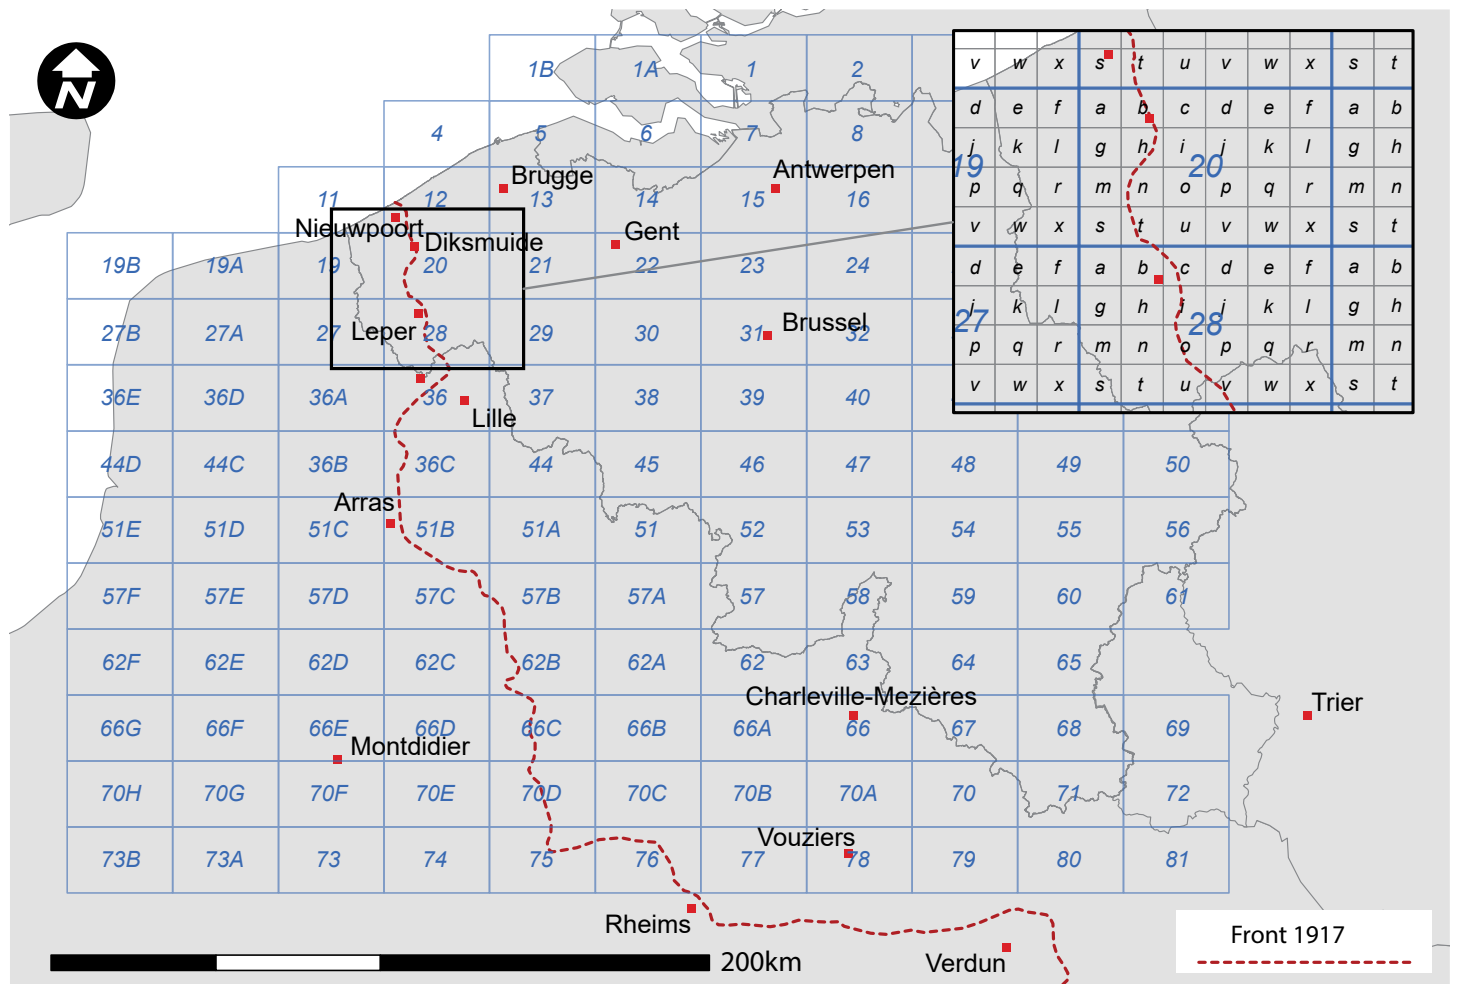 N
1B 1A 1 2
4 5 6 7 8
Brugge
Antwerpen
11 12 13 14 15 16
Nieuwpoort
Diksmuide
Gent
19B 19A 19 20 21 22 23 24
27B 27A 27 28 29 30 31 32
Leper
Brussel
36E 36D 36A 36 37 38 39 40
Lille
44D 44C 36B 36C 44 45 46 47 48 49 50
Arras
51E 51D 51C 51B 51A 51 52 53 54 55 56
57F 57E 57D 57C 57B 57A 57 58 59 60 61
62F 62E 62D 62C 62B 62A 62 63 64 65
Charleville-Mezières
Trier
66G 66F 66E 66D 66C 66B 66A 66 67 68 69
Montdidier
70H 70G 70F 70E 70D 70C 70B 70A 70 71 72
Vouziers
73B 73A 73 74 75 76 77 78 79 80 81
Rheims
Verdun
200km
Front 1917
v w x s t u v w x s t
d e f a b c d e f a b
j k l g h i j k l g h
19 20
p q r m n o p q r m n
v w x s t u v w x s t
d e f a b c d e f a b
j k l g h i j k l g h
27 28
p q r m n o p q r m n
v w x s t u v w x s t